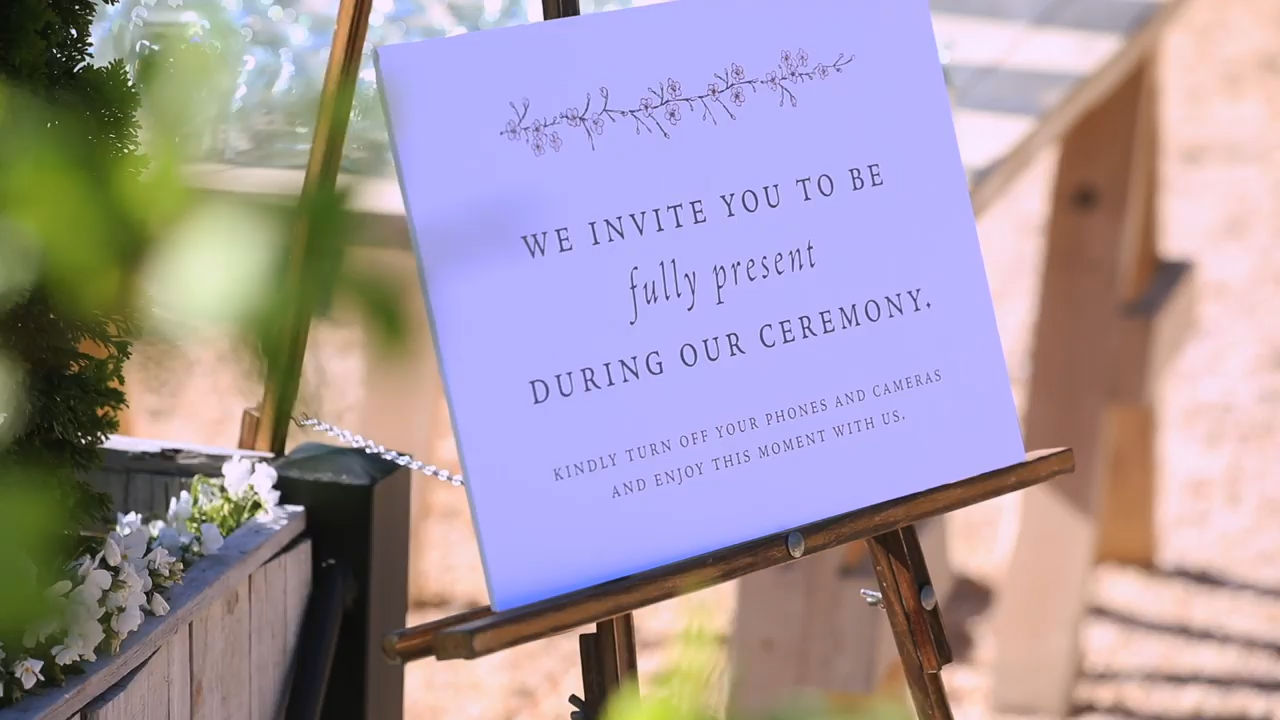 WE INVITE YOU TO BE
fully present
DURING OUR CEREMONY.
KINDLY TURN OFF YOUR PHONES AND CAMERAS
AND ENJOY THIS MOMENT WITH US.